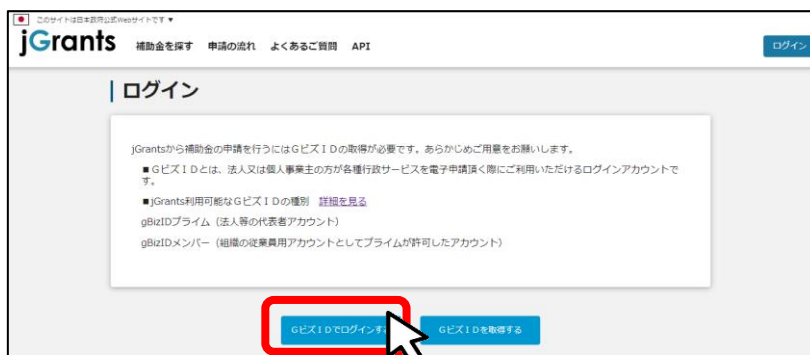 このサイトは日本政府公式Webサイトです ▼
jGrants 補助金を探す 申請の流れ よくあるご質問 API ログイン
ログイン
jGrantsから補助金の申請を行うにはGビズIDの取得が必要です。あらかじめご用意をお願いします。
■GビズIDとは、法人又は個人事業主の方が各種行政サービスを電子申請頂く際にご利用いただけるログインアカウントで
す。
■jGrants利用可能なGビズIDの種別 詳細を見る
gBizIDプライム（法人等の代表者アカウント）
gBizIDメンバー（組織の従業員用アカウントとしてプライムが許可したアカウント）
GビズIDでログインする GビズIDを取得する